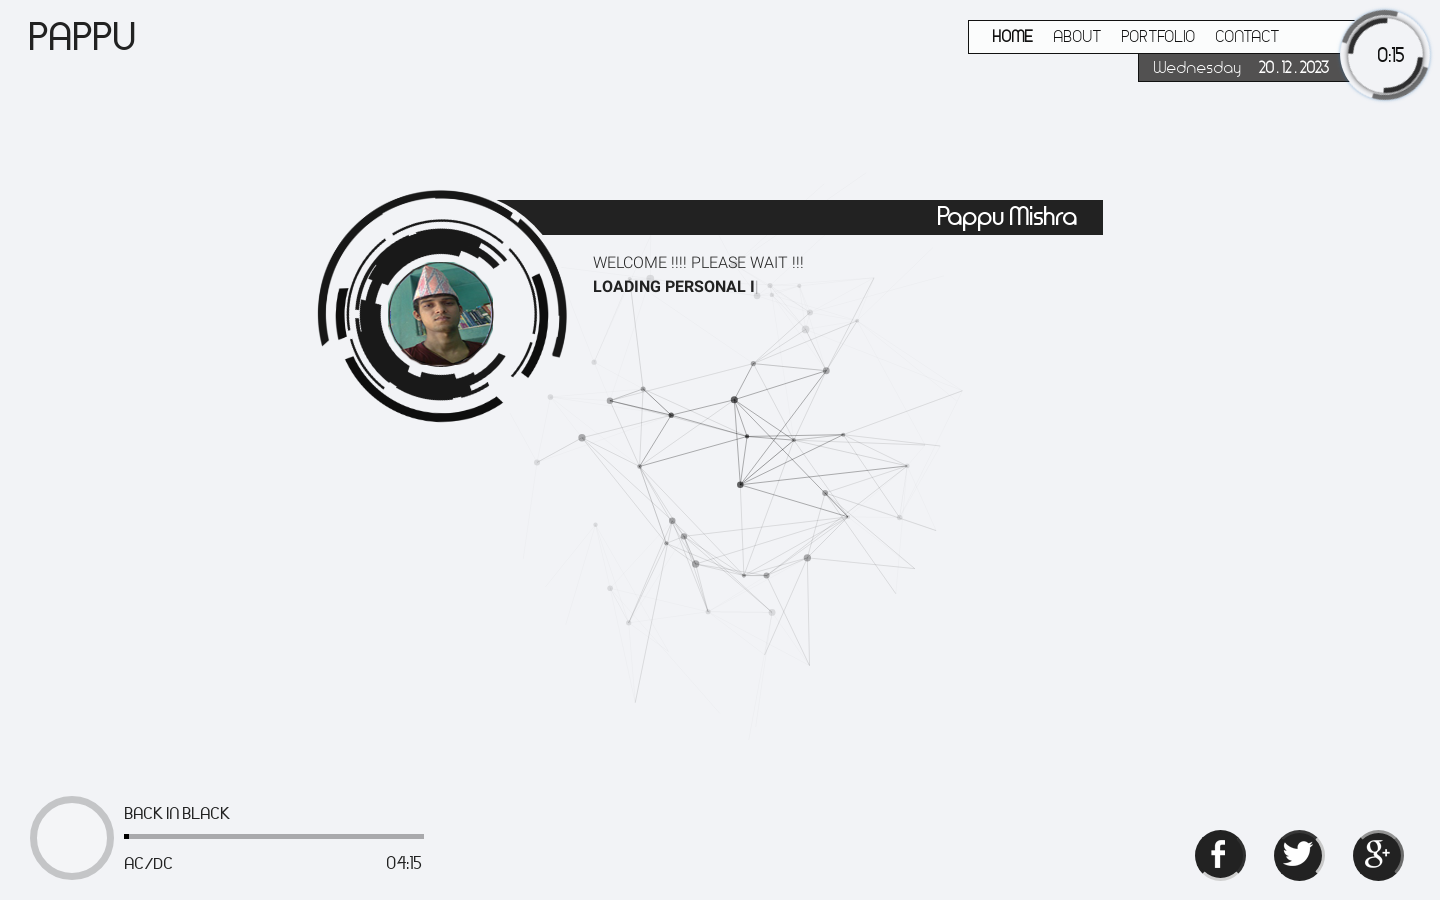 PAPPU
HOME ABOUT PORTFOLIO CONTACT
0:15
Wednesday 20.12.2023
Pappu Mishra
WELCOME !!!! PLEASE WAIT !!!
LOADING PERSONAL I|
BACK IN BLACK
AC/DC 04:15
f
g+